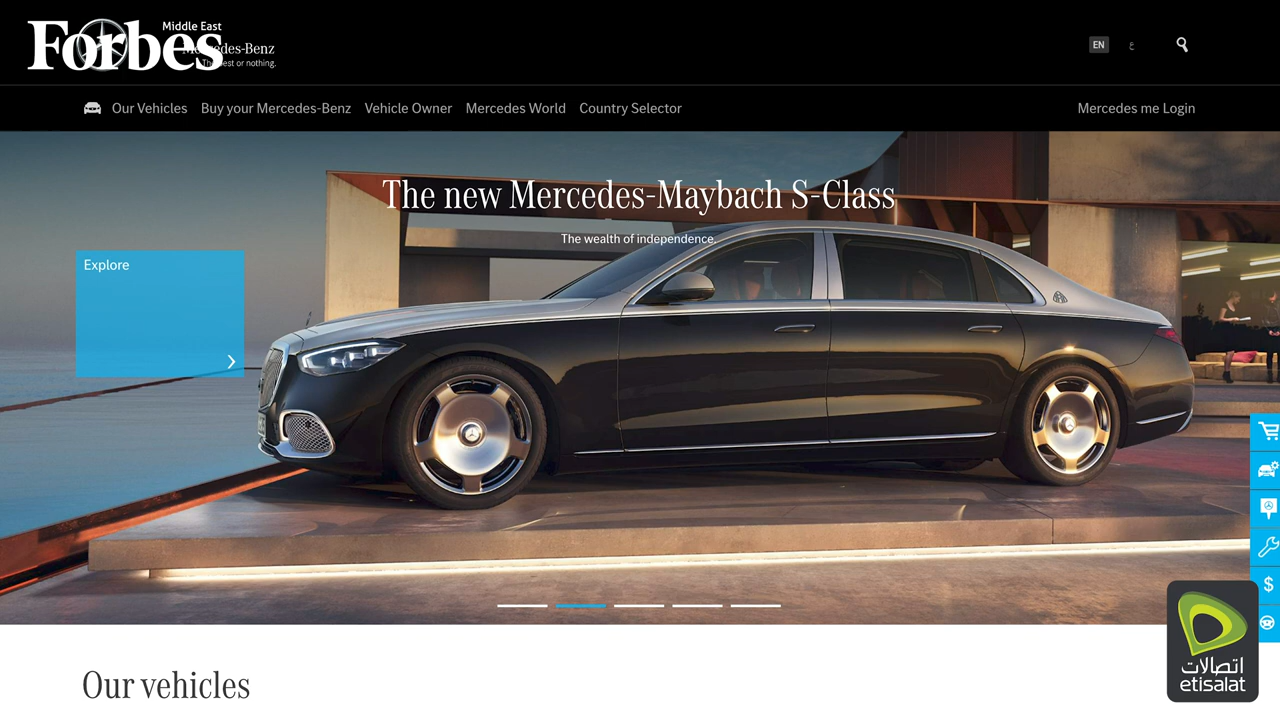 Middle East
Forbes
Mercedes-Benz
The best or nothing.
EN
ع
Our Vehicles
Buy your Mercedes-Benz
Vehicle Owner
Mercedes World
Country Selector
Mercedes me Login
The new Mercedes-Maybach S-Class
The wealth of independence.
Explore
$
اتصالات
etisalat
Our vehicles